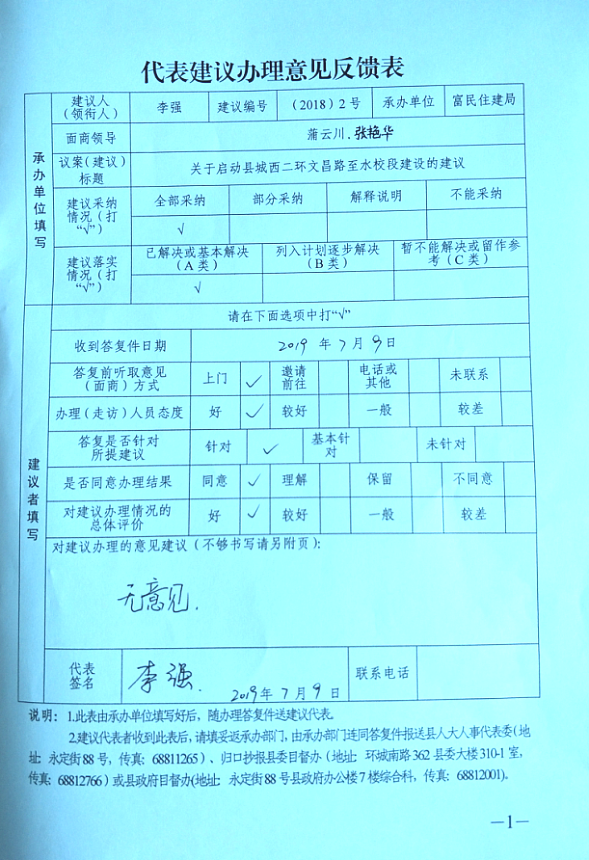 代表建议办理意见反馈表
承办单位填写
建议人（领衔人） 李强 建议编号 （2018）2号 承办单位 富民住建局
面商领导 蒲云川.张艳华
议案（建议）标题 关于启动县城西二环文昌路至水校段建设的建议
建议采纳情况（打“√”） 全部采纳 部分采纳 解释说明 不能采纳
√
建议落实情况（打“√”） 已解决或基本解决（A类） 列入计划逐步解决（B类） 暂不能解决或留作参考（C类）
√
建议者填写
请在下面选项中打“√”
收到答复件日期 2019年7月9日
答复前听取意见（面商）方式 上门 ✓ 邀请前往 电话或其他 未联系
办理（走访）人员态度 好 ✓ 较好 一般 较差
答复是否针对所提建议 针对 ✓ 基本针对 未针对
是否同意办理结果 同意 ✓ 理解 保留 不同意
对建议办理情况的总体评价 好 ✓ 较好 一般 较差
对建议办理的意见建议（不够书写请另附页）：
无意见.
代表签名 李强. 2019年7月9日 联系电话
说明：1.此表由承办单位填写好后，随办理答复件送建议代表.
2.建议代表者收到此表后，请填妥返承办部门，由承办部门连同答复件报送县人大人事代表委(地
址:永定街88号，传真：68811265）、归口抄报县委目督办（地址：环城南路362县委大楼310-1室，
传真：68812766）或县政府目督办(地址:永定街88号县政府办公楼7楼综合科，传真：68812001).
—1—